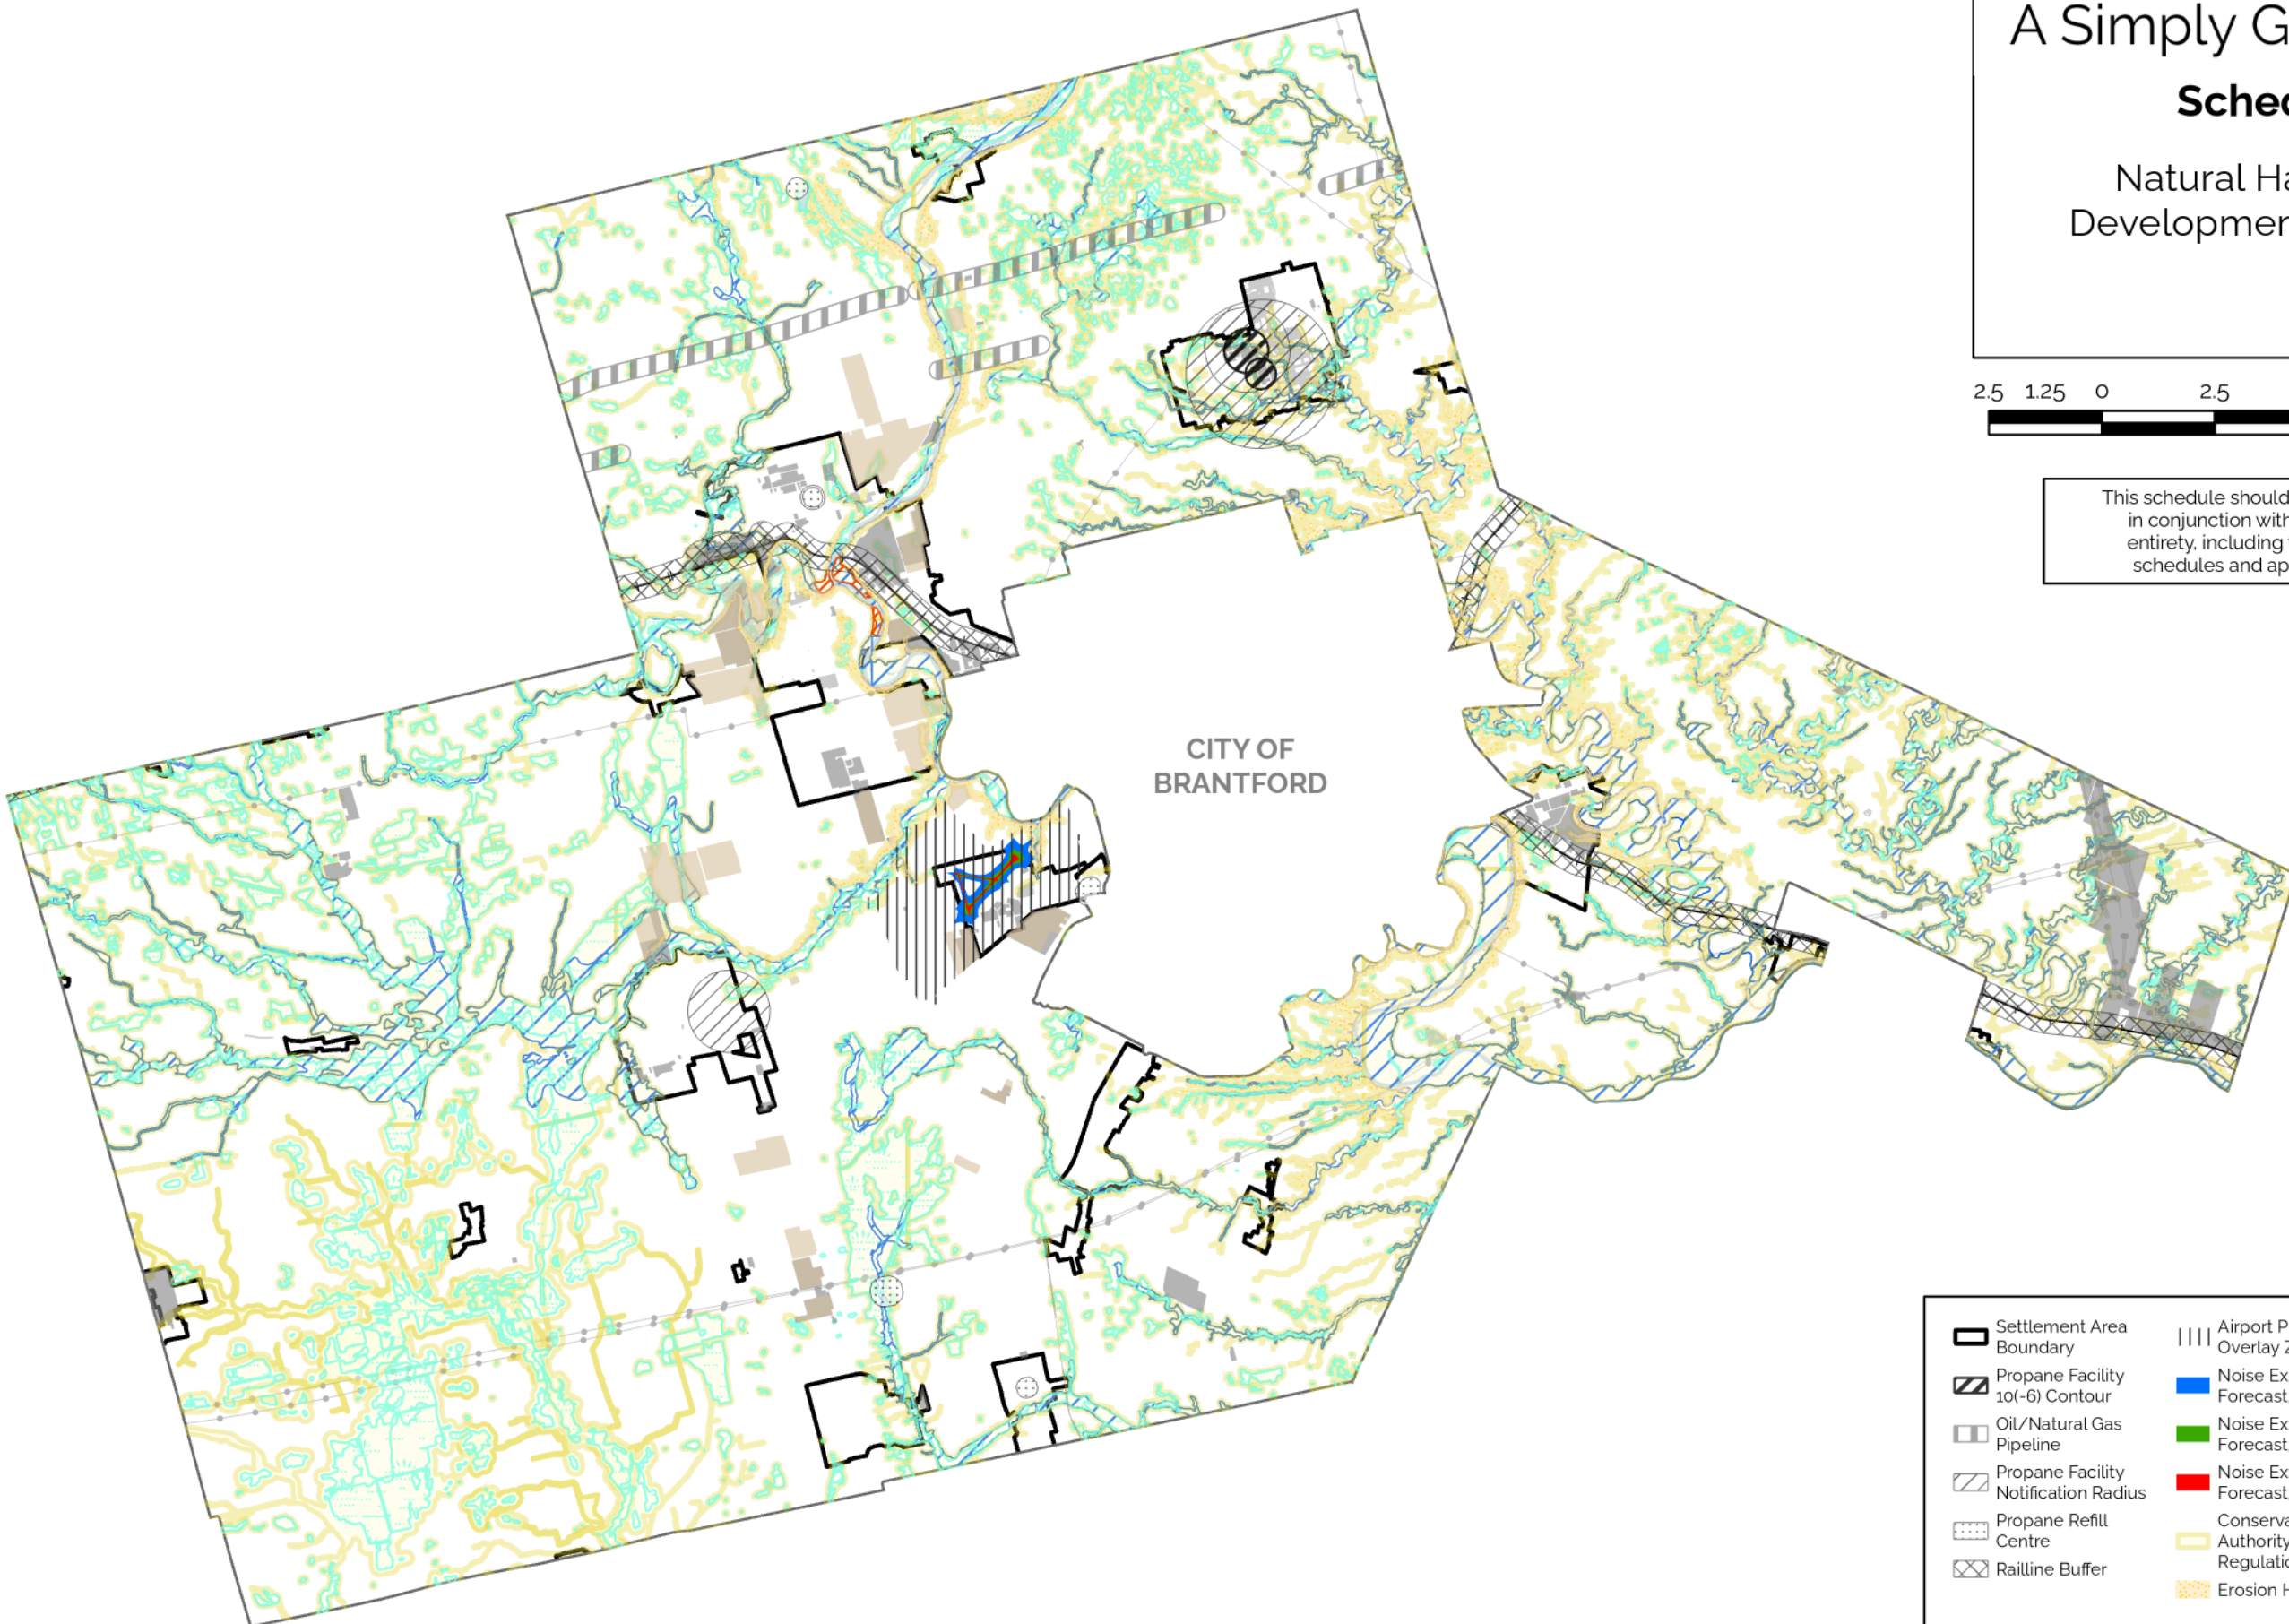 A Simply G
Sched
Natural Ha
Developmen
2.5 1.25 0 2.5
This schedule should
in conjunction with
entirety, including
schedules and ap
CITY OF
BRANTFORD
Settlement Area
Boundary
Propane Facility
10(-6) Contour
Oil/Natural Gas
Pipeline
Propane Facility
Notification Radius
Propane Refill
Centre
Railline Buffer
Airport P
Overlay Z
Noise Ex
Forecast
Noise Ex
Forecast
Noise Ex
Forecast
Conserva
Authority
Regulatio
Erosion H